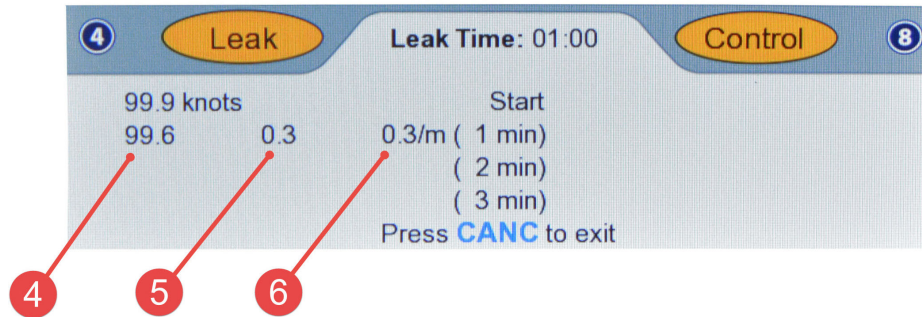 4 Leak Leak Time: 01:00 Control 8
99.9 knots Start
99.6 0.3 0.3/m ( 1 min)
( 2 min)
( 3 min)
Press CANC to exit
4 5 6